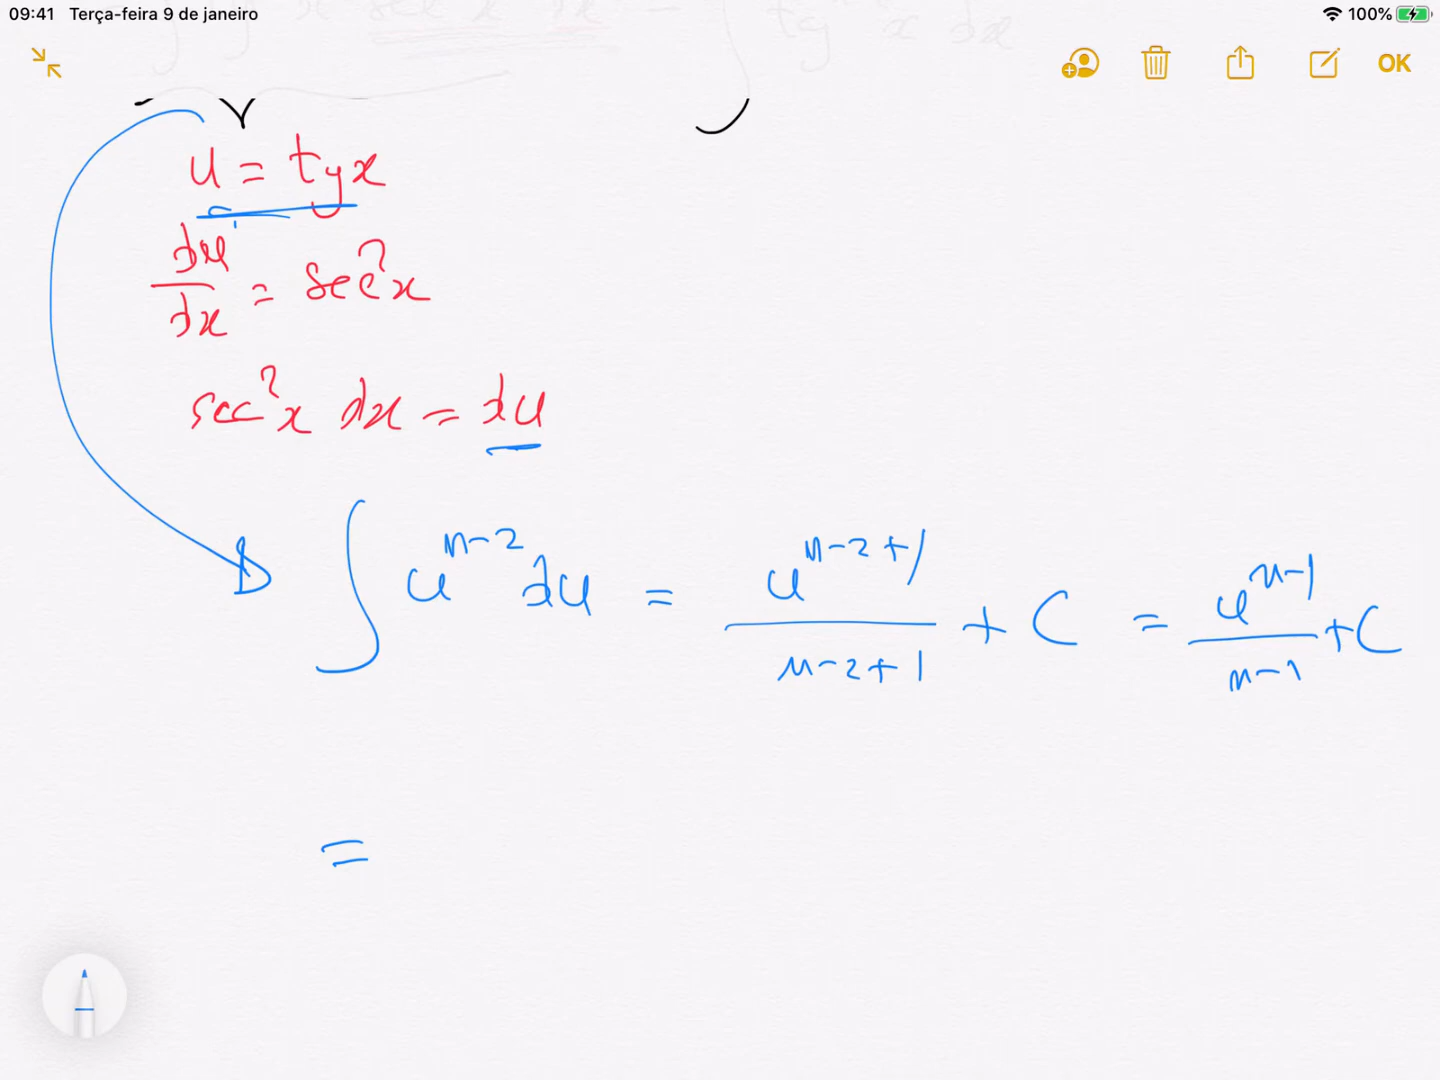 09:41 Terça-feira 9 de janeiro 100%
OK
u = tgx
du/dx = sec²x
sec²x dx = du
∫ u^(n-2) du = u^(n-2+1)/(n-2+1) + C = u^(n-1)/(n-1) + C
=